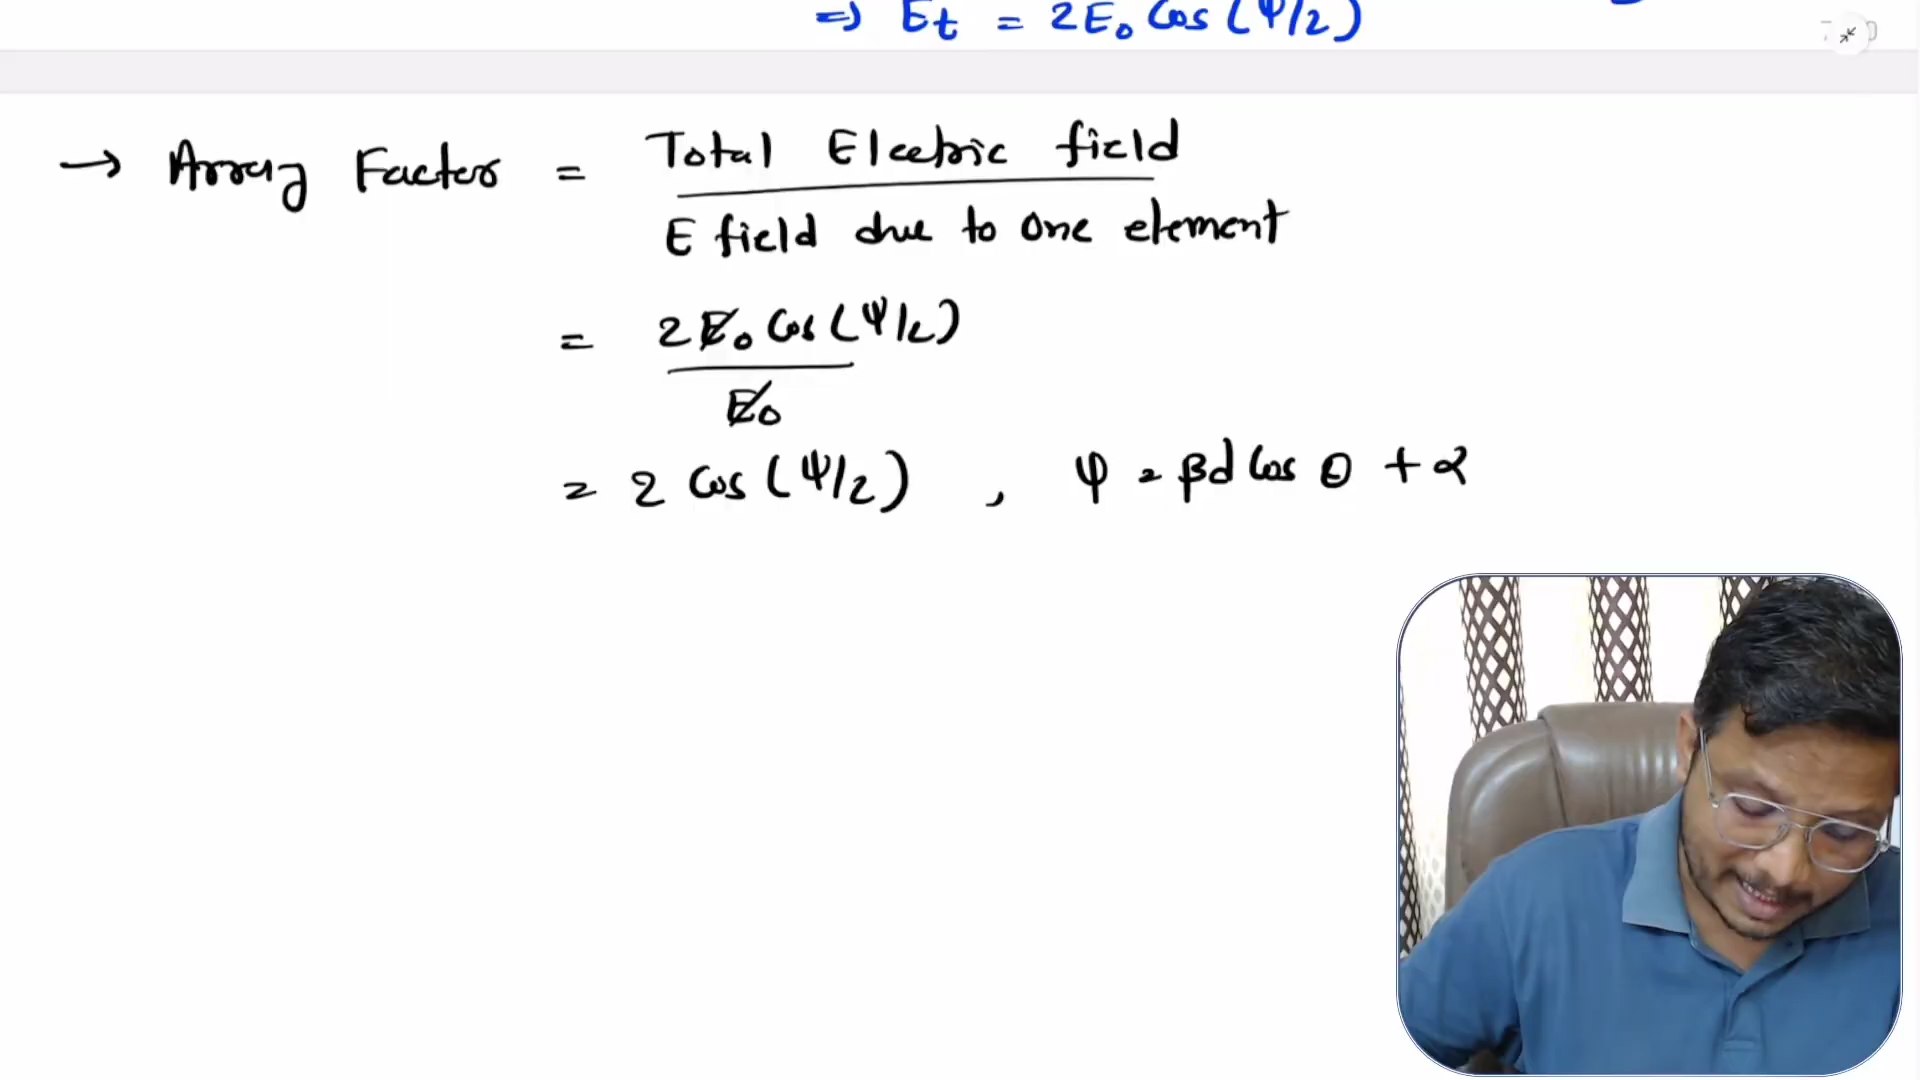 ⇒ Et = 2E₀ Cos (Ψ/2)
→ Array Factor = Total Electric field / E field due to one element
= 2E₀ Cos (Ψ/2) / E₀
= 2 Cos (Ψ/2) , Ψ = βd Cos θ + α